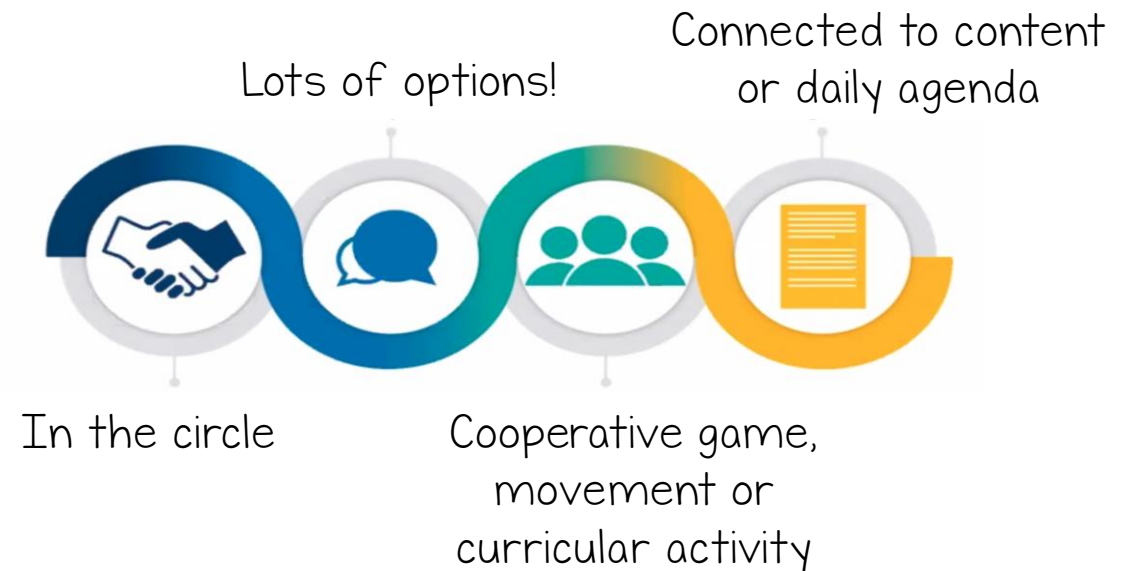 Connected to content
or daily agenda
Lots of options!
In the circle
Cooperative game,
movement or
curricular activity